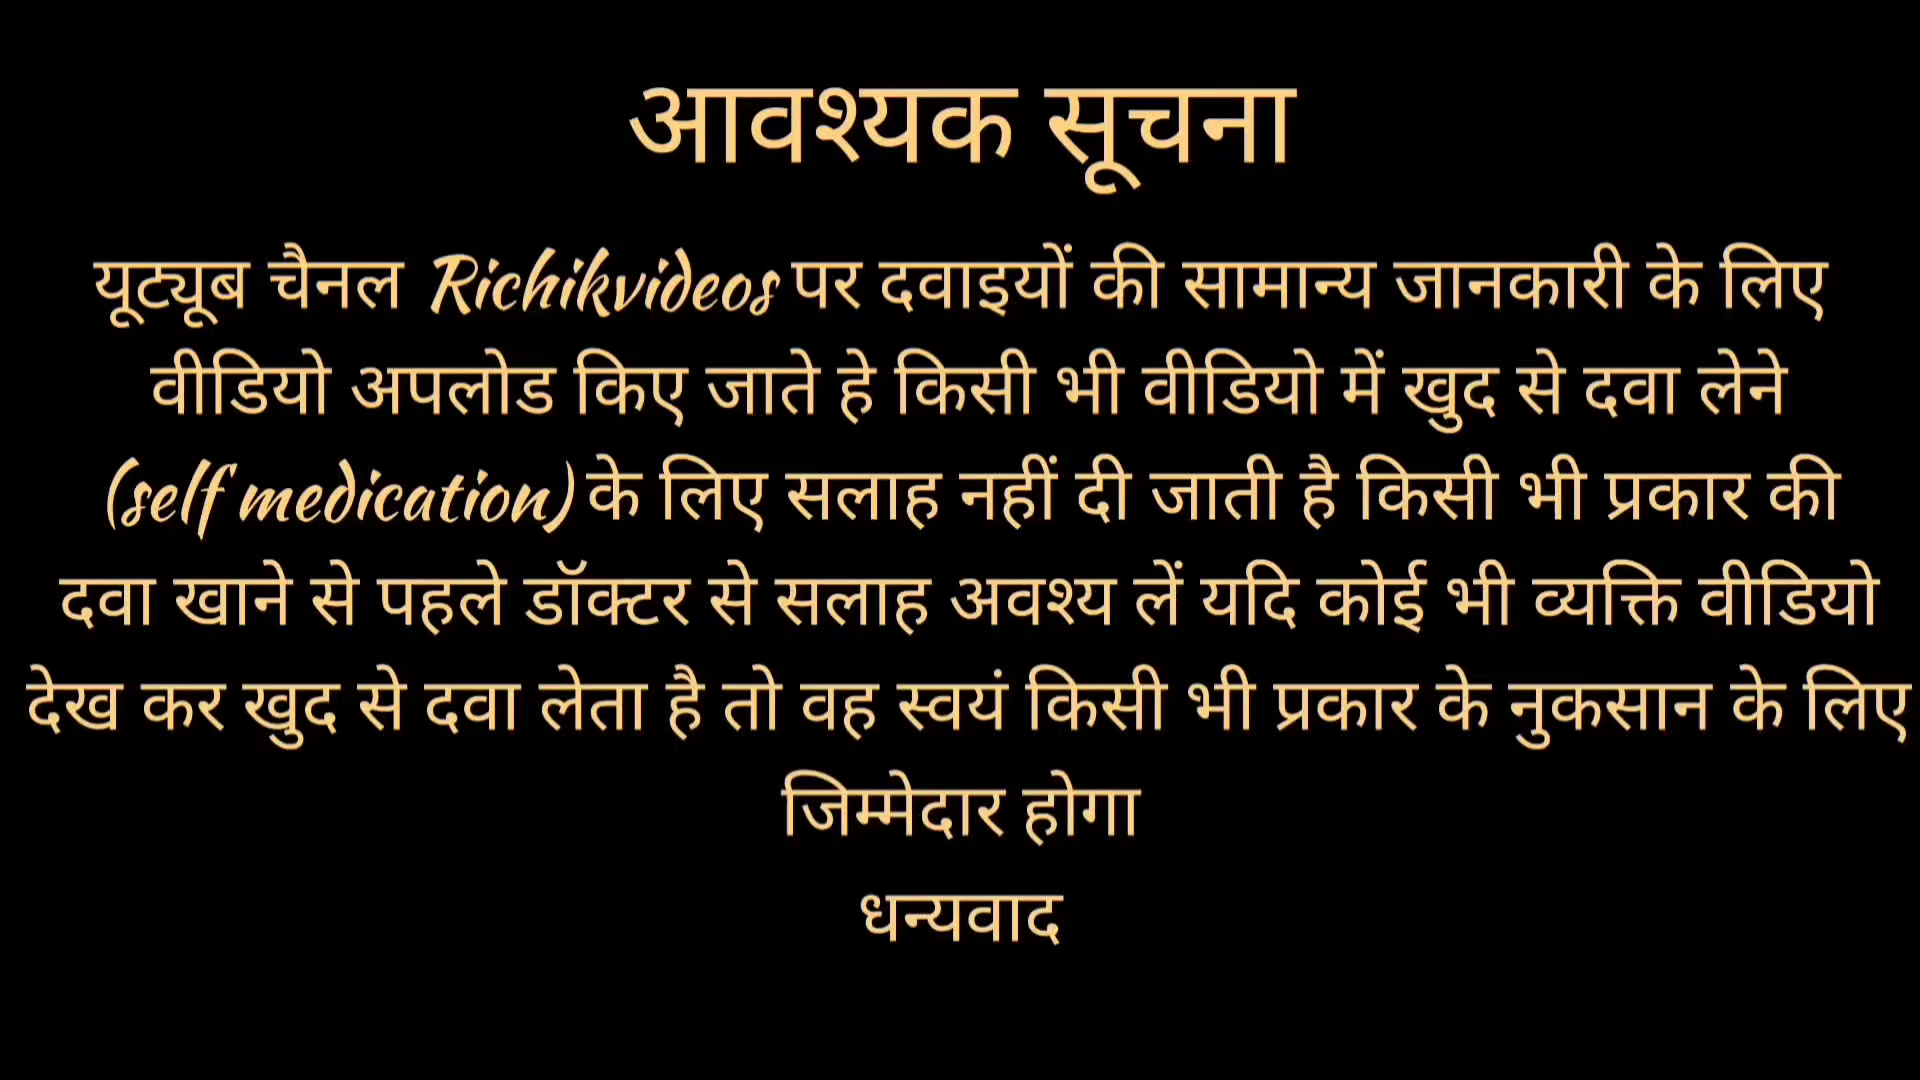 आवश्यक सूचना
यूट्यूब चैनल Richikvideos पर दवाइयों की सामान्य जानकारी के लिए
वीडियो अपलोड किए जाते हे किसी भी वीडियो में खुद से दवा लेने
(self medication) के लिए सलाह नहीं दी जाती है किसी भी प्रकार की
दवा खाने से पहले डॉक्टर से सलाह अवश्य लें यदि कोई भी व्यक्ति वीडियो
देख कर खुद से दवा लेता है तो वह स्वयं किसी भी प्रकार के नुकसान के लिए
जिम्मेदार होगा
धन्यवाद